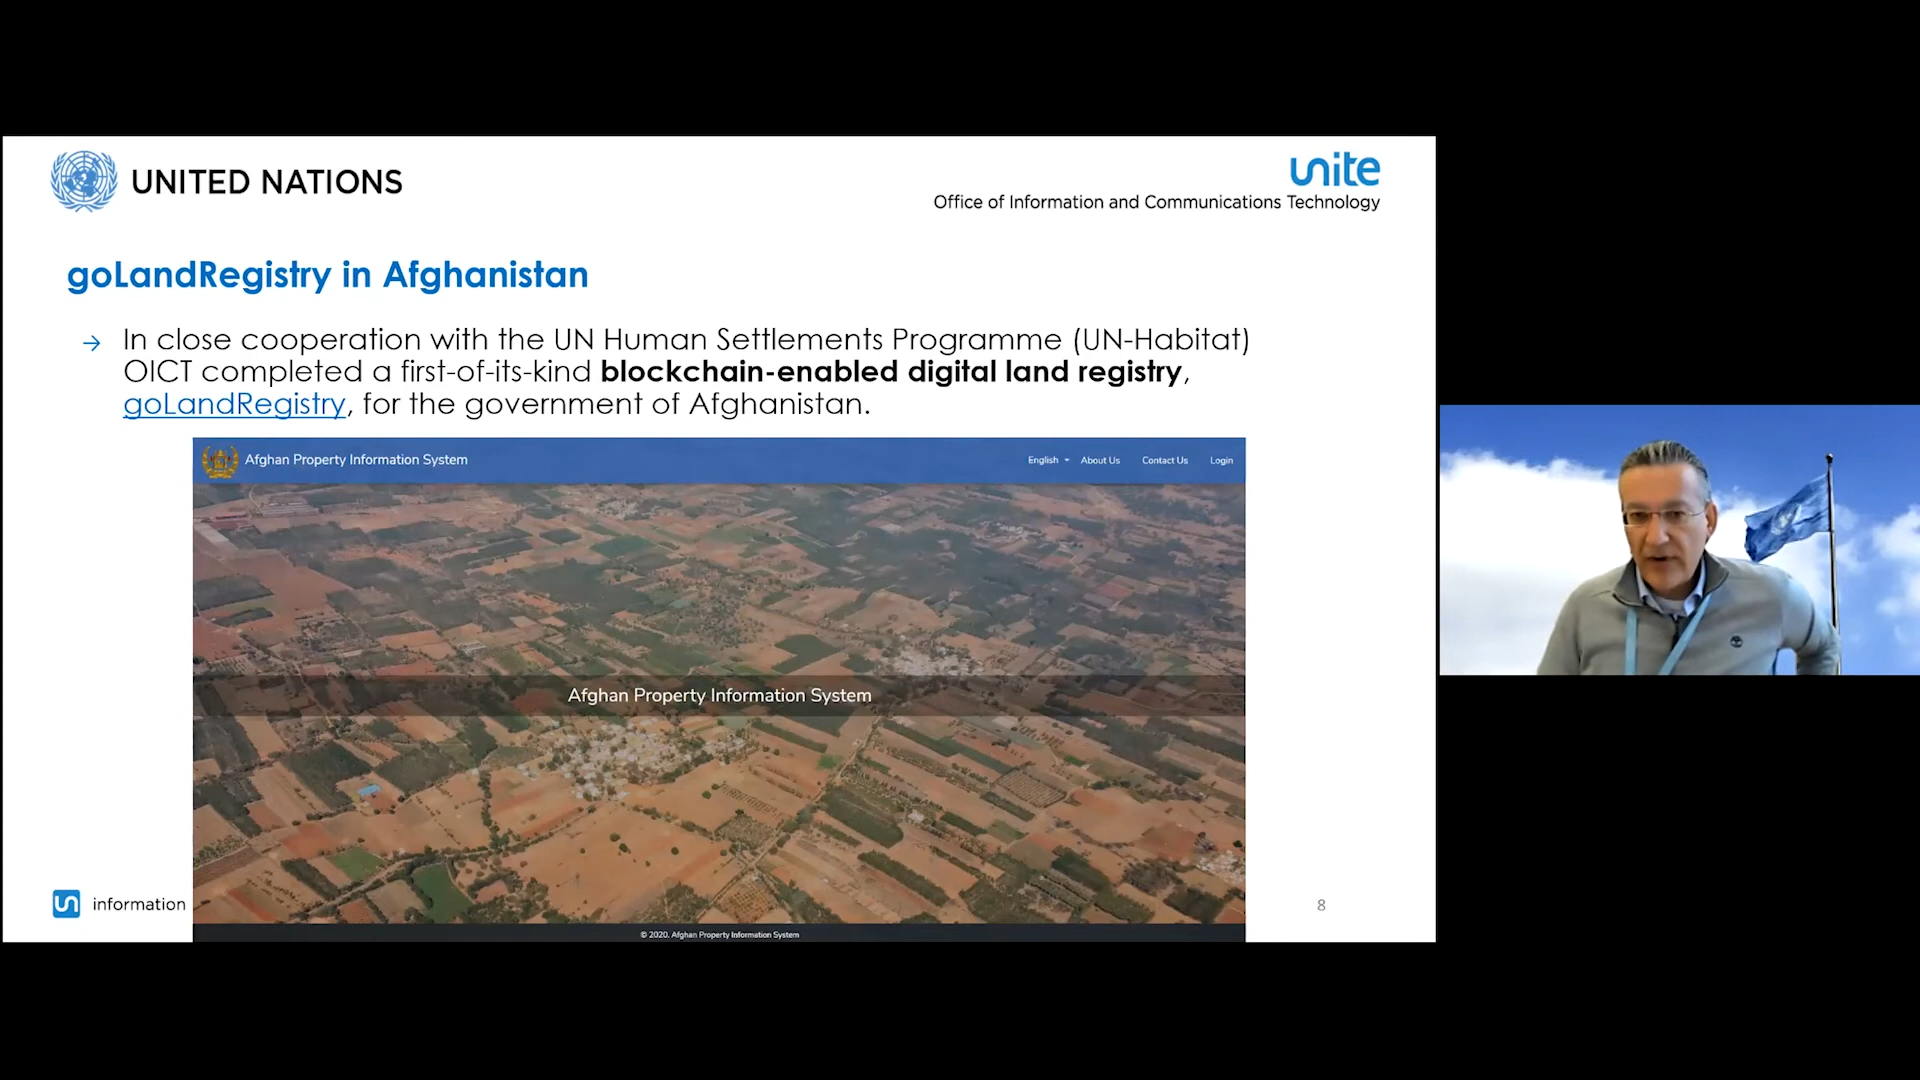 UNITED NATIONS
unite
Office of Information and Communications Technology
goLandRegistry in Afghanistan
→ In close cooperation with the UN Human Settlements Programme (UN-Habitat)
OICT completed a first-of-its-kind blockchain-enabled digital land registry,
goLandRegistry, for the government of Afghanistan.
Afghan Property Information System
English About Us Contact Us Login
Afghan Property Information System
un information
8
© 2020. Afghan Property Information System